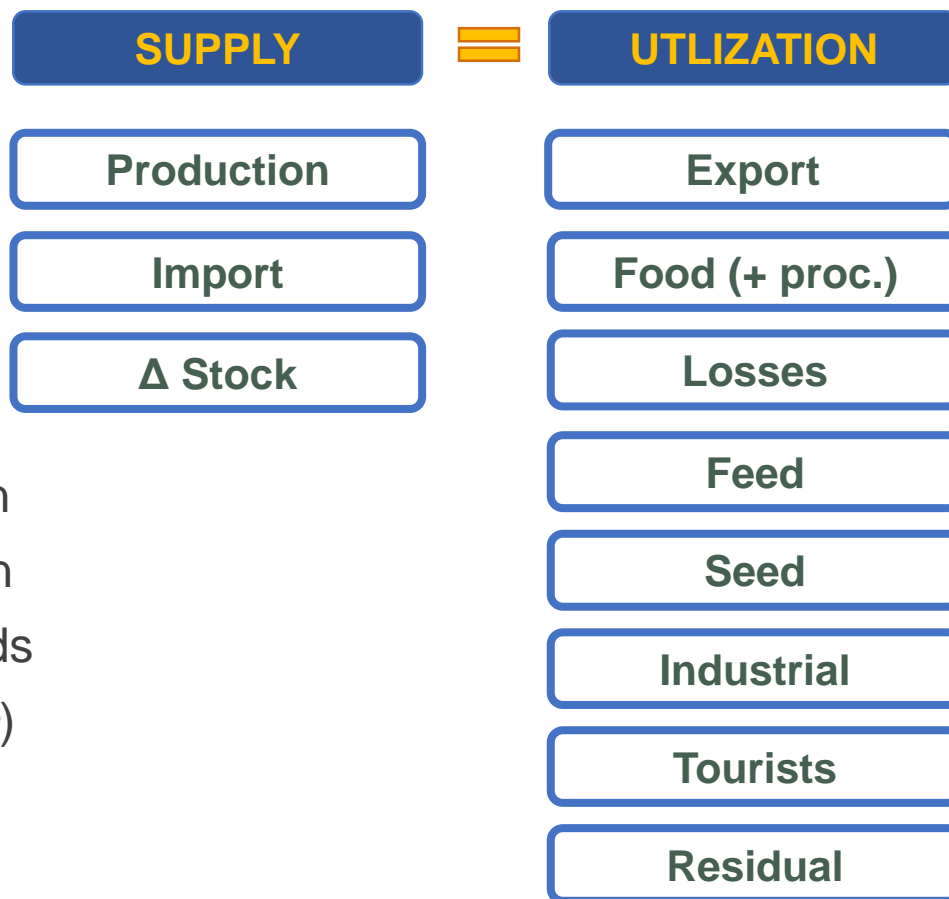 SUPPLY = UTLIZATION
Production
Import
Δ Stock
Export
Food (+ proc.)
Losses
Feed
Seed
Industrial
Tourists
Residual